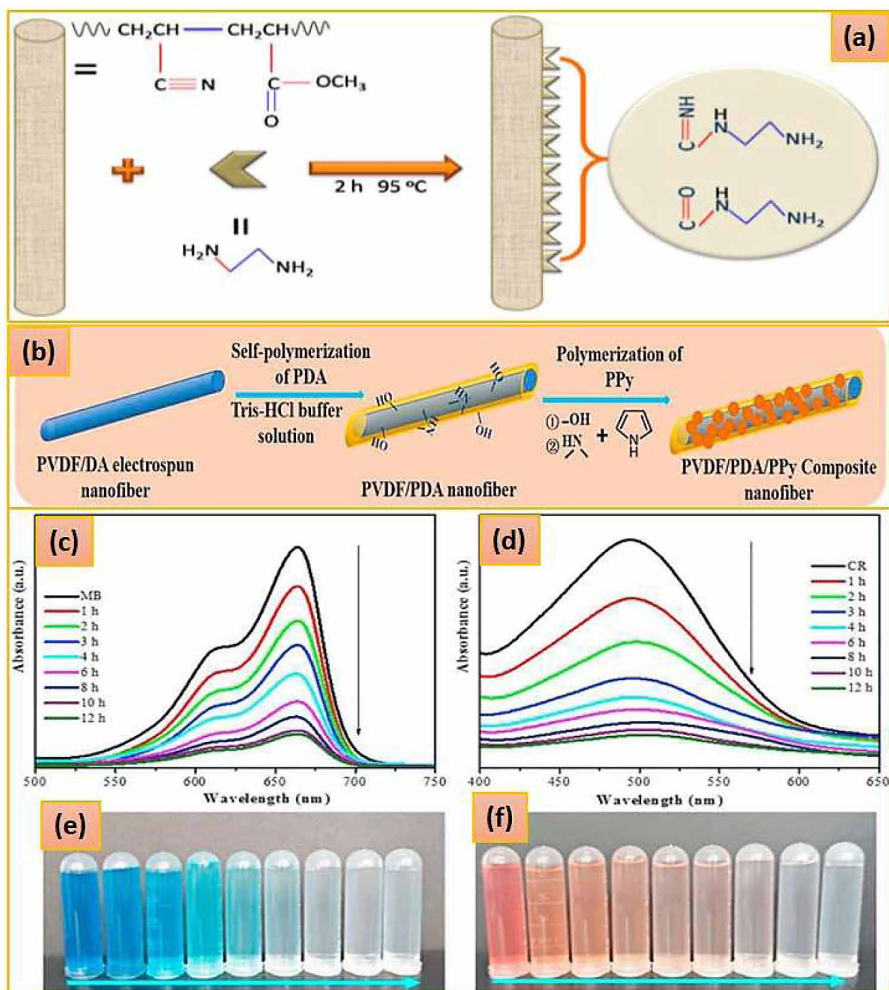 (a)
CH₂CH — CH₂CH
C≡N
C — OCH₃
O
=
+
2 h 95 ºC
=
H₂N
NH₂
C=NH
H
N
NH₂
C=O
H
N
NH₂
(b)
Self-polymerization
of PDA
Tris-HCl buffer
solution
PVDF/DA electrospun
nanofiber
HO
HO
HN
NH
OH
HO
PVDF/PDA nanofiber
Polymerization of
PPy
① –OH
② HN
+
N
H
PVDF/PDA/PPy Composite
nanofiber
(c)
Absorbance (a.u.)
MB
1 h
2 h
3 h
4 h
6 h
8 h
10 h
12 h
500 550 600 650 700 750
Wavelength (nm)
(d)
Absorbance (a.u.)
CR
1 h
2 h
3 h
4 h
6 h
8 h
10 h
12 h
400 450 500 550 600 650
Wavelength (nm)
(e)
(f)